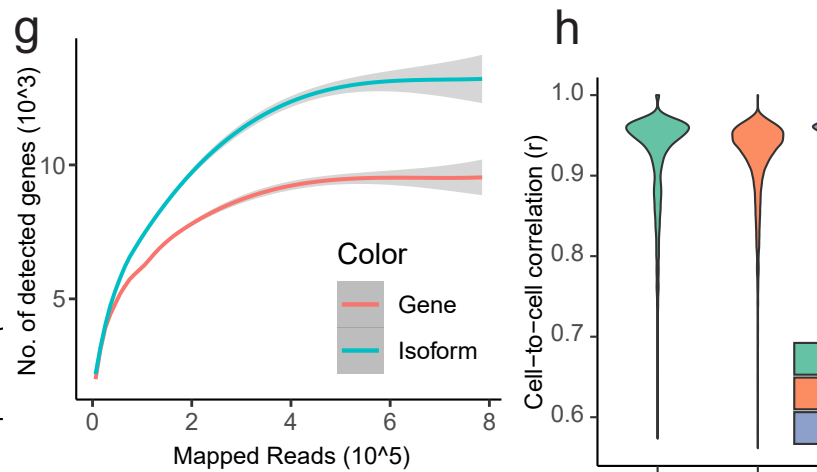 g
No. of detected genes (10^3)
10
5
Color
Gene
Isoform
0 2 4 6 8
Mapped Reads (10^5)
h
Cell−to−cell correlation (r)
1.0
0.9
0.8
0.7
0.6